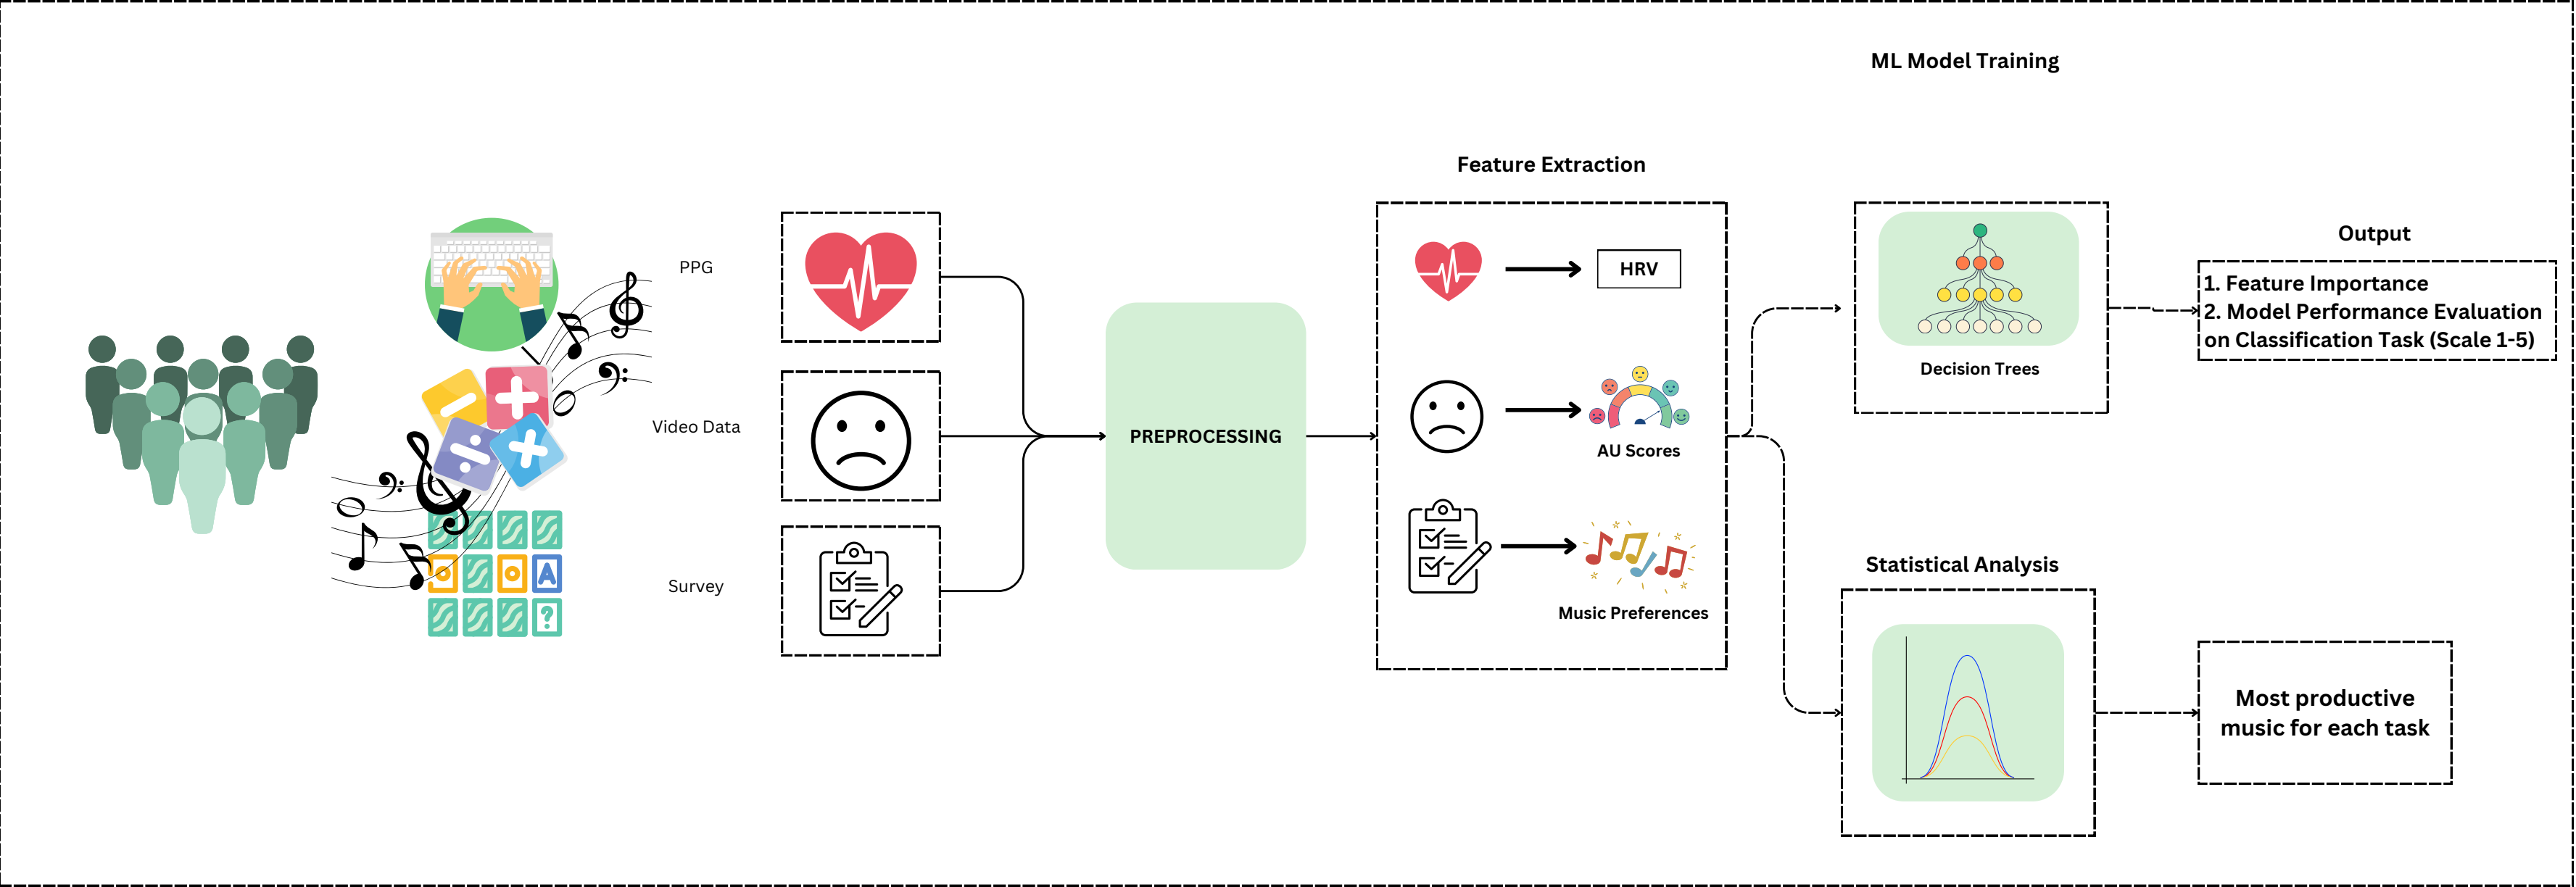 ML Model Training
Feature Extraction
PPG
Video Data
Survey
PREPROCESSING
HRV
AU Scores
Music Preferences
Decision Trees
Output
1. Feature Importance
2. Model Performance Evaluation
on Classification Task (Scale 1-5)
Statistical Analysis
Most productive
music for each task
A
?